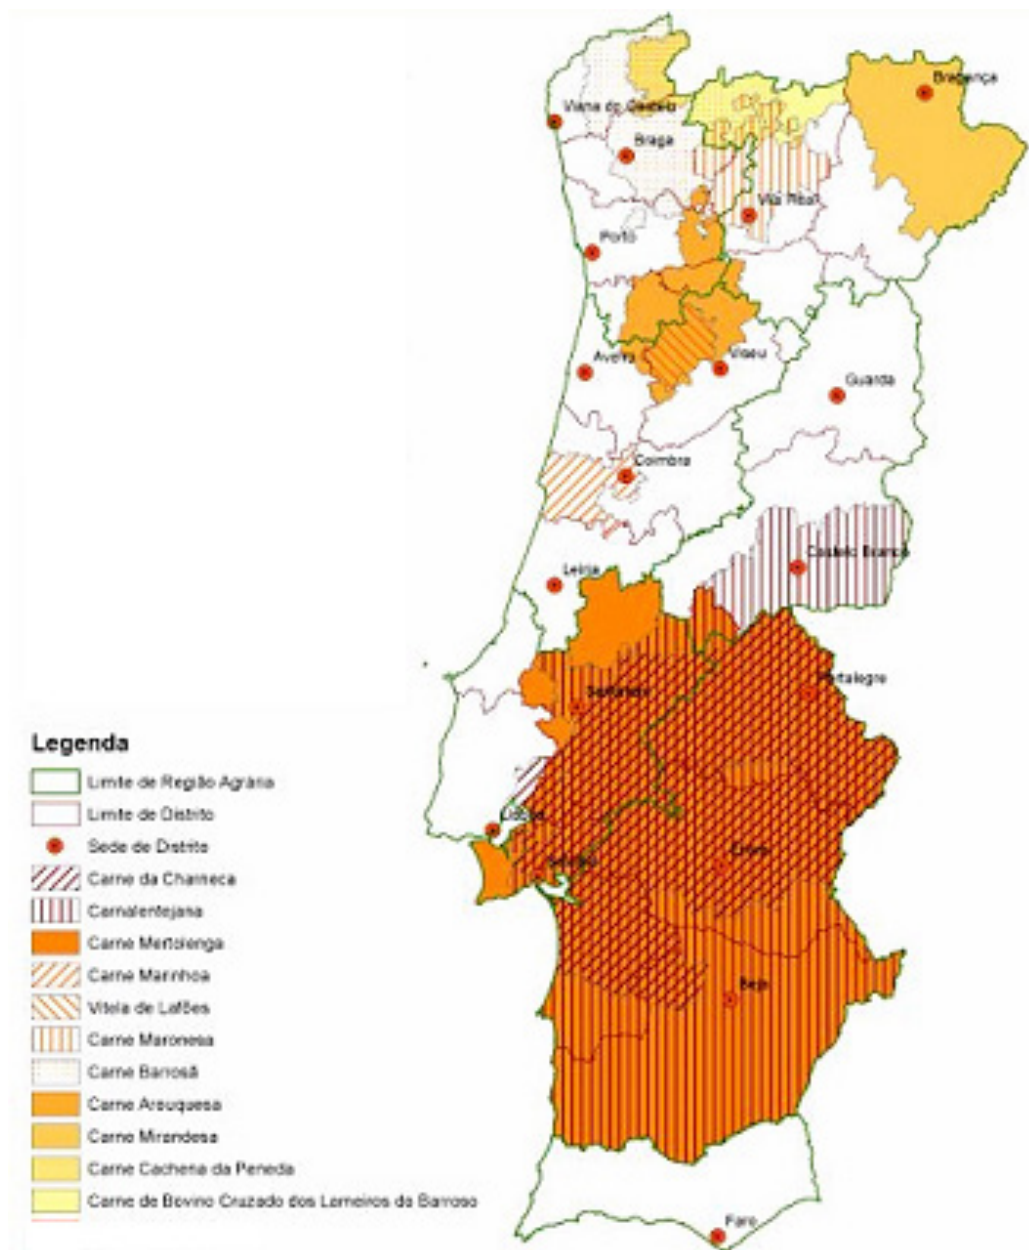 Bragança
Viana do Castelo
Braga
Vila Real
Porto
Aveiro
Viseu
Guarda
Coimbra
Castelo Branco
Leiria
Portalegre
Santarém
Legenda
Limite de Região Agrária
Limite de Distrito
Lisboa
Sede de Distrito
Setúbal
Évora
Carne da Charneca
Carnalentejana
Carne Mertolenga
Carne Marinhoa
Beja
Vitela de Lafões
Carne Maronesa
Carne Barrosã
Carne Arouquesa
Carne Mirandesa
Carne Cachena da Peneda
Carne de Bovino Cruzado dos Lameiros do Barroso
Faro